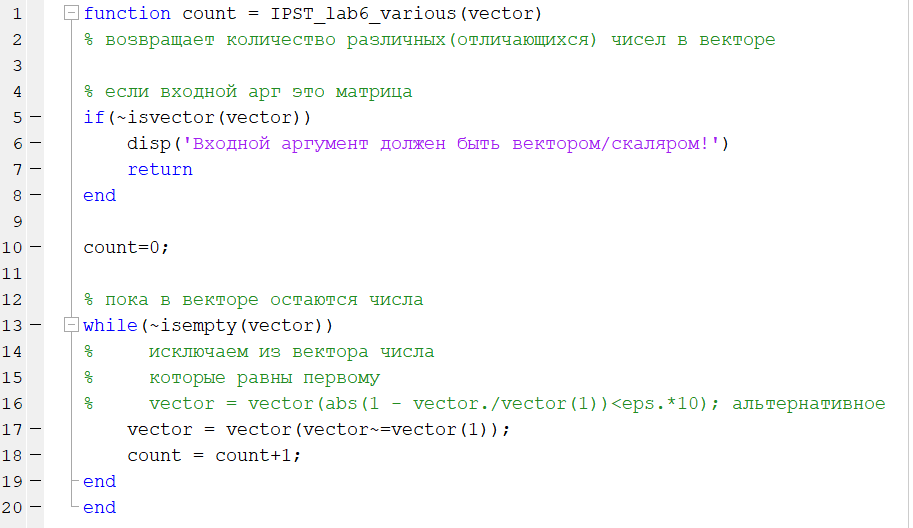 1 function count = IPST_lab6_various(vector)
2 % возвращает количество различных(отличающихся) чисел в векторе
3
4 % если входной арг это матрица
5 if(~isvector(vector))
6 disp('Входной аргумент должен быть вектором/скаляром!')
7 return
8 end
9
10 count=0;
11
12 % пока в векторе остаются числа
13 while(~isempty(vector))
14 % исключаем из вектора числа
15 % которые равны первому
16 % vector = vector(abs(1 - vector./vector(1))<eps.*10); альтернативное
17 vector = vector(vector~=vector(1));
18 count = count+1;
19 end
20 end